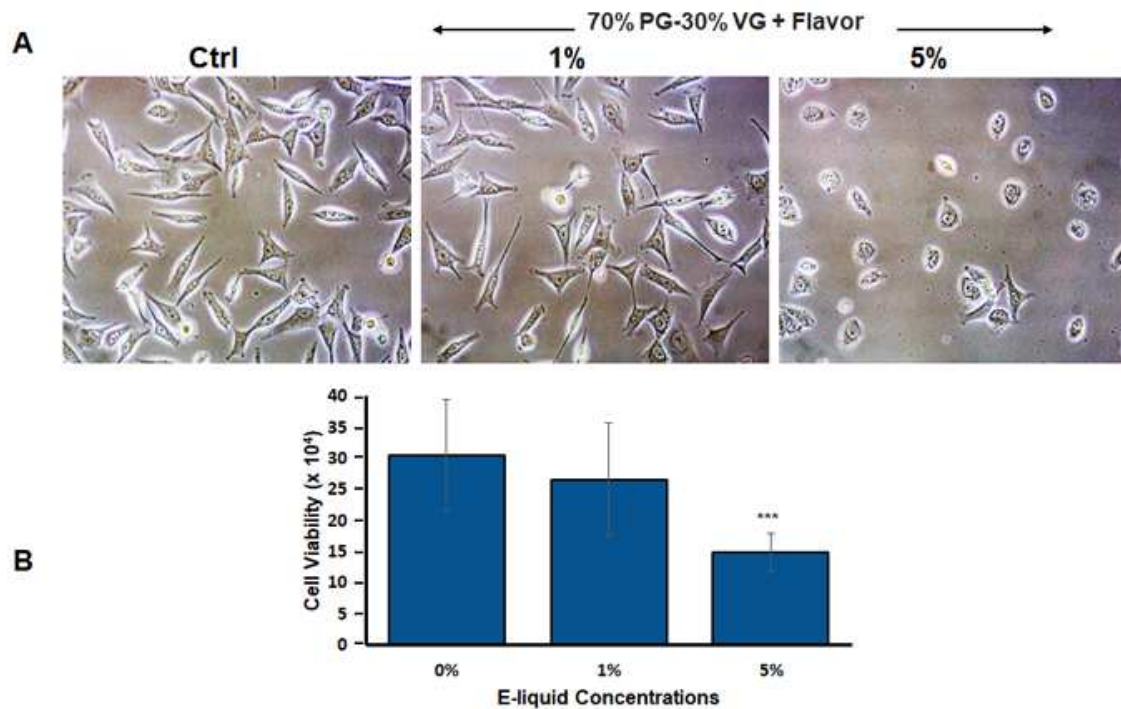 70% PG-30% VG + Flavor
A
Ctrl
1%
5%
B
Cell Viability (x 10⁴)
40
35
30
25
20
15
10
5
0
***
0%
1%
5%
E-liquid Concentrations